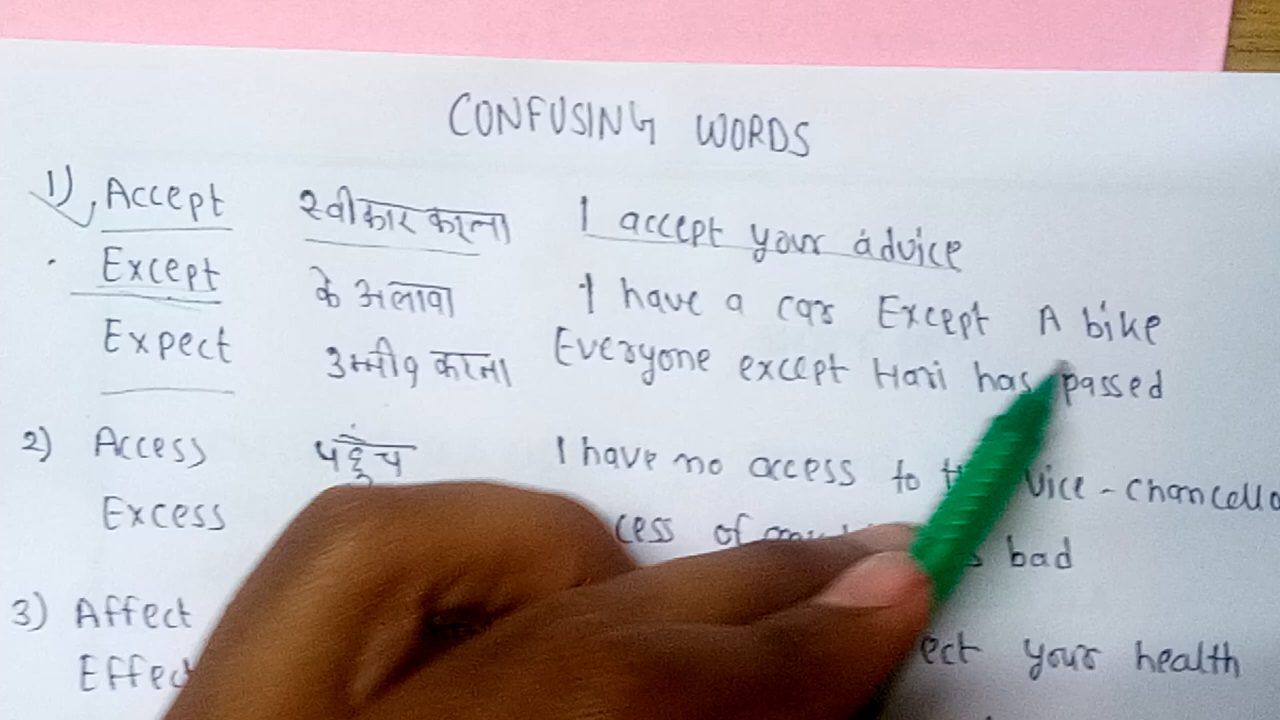 CONFUSING WORDS
1) Accept स्वीकार करना I accept your advice
Except के अलावा I have a car Except A bike
Expect उम्मीद करना Everyone except Hari has passed
2) Access पहुँच I have no access to vice-chancello
Excess cess of bad
3) Affect ect your health
Effec